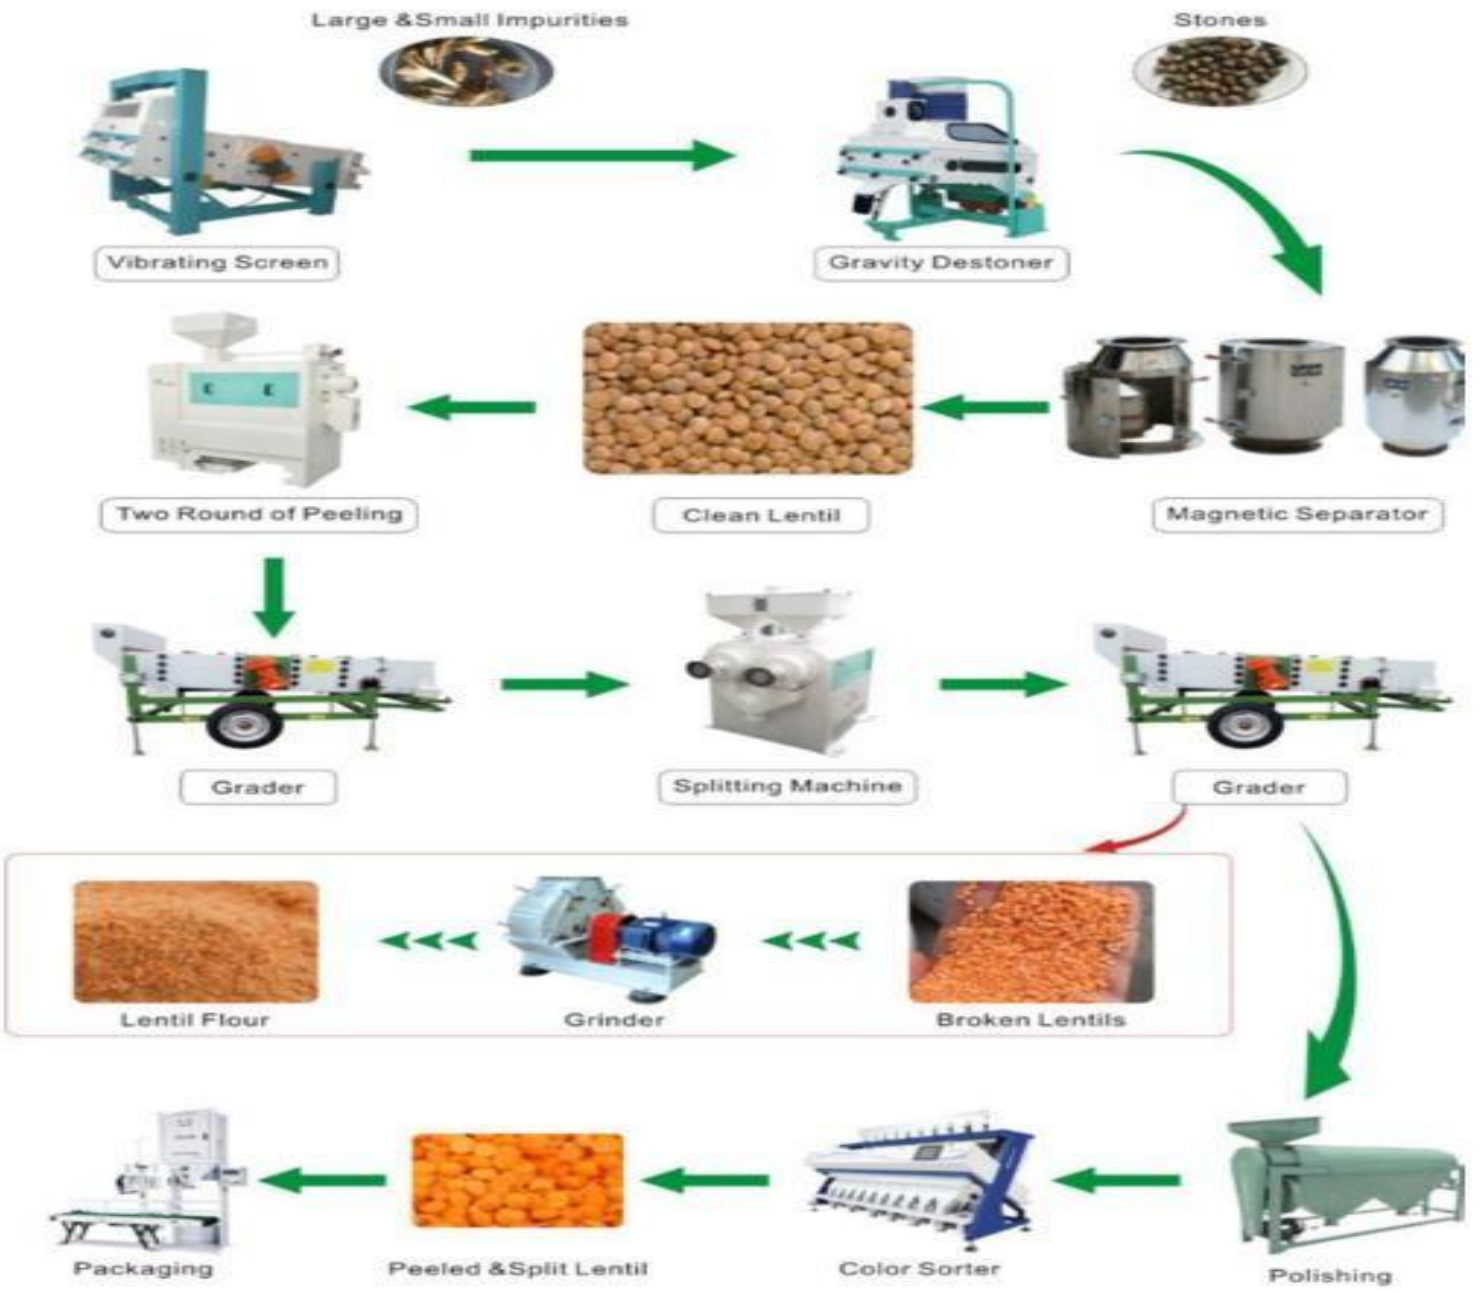 Large &Small Impurities
Stones
Vibrating Screen
Gravity Destoner
Two Round of Peeling
Clean Lentil
Magnetic Separator
Grader
Splitting Machine
Grader
Lentil Flour
Grinder
Broken Lentils
Packaging
Peeled &Split Lentil
Color Sorter
Polishing